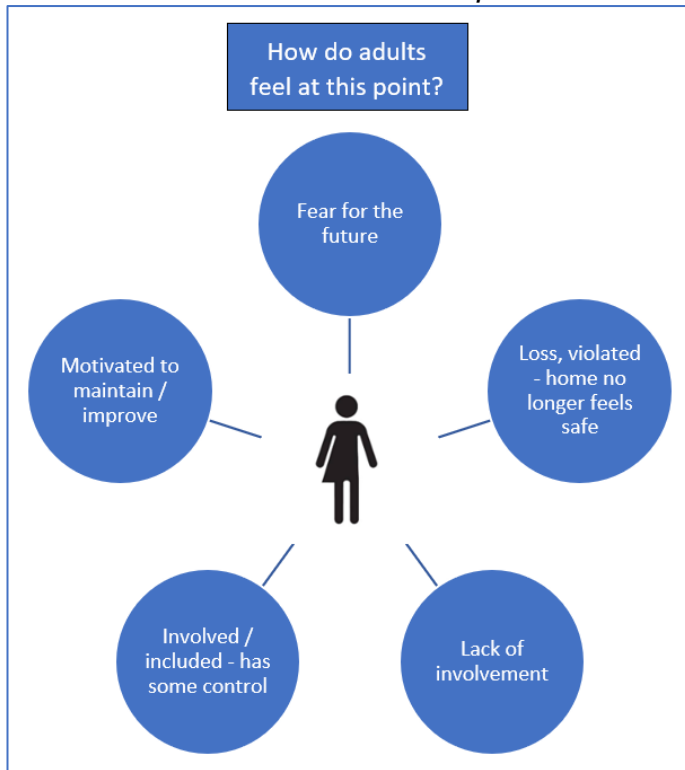 How do adults
feel at this point?
Fear for the
future
Motivated to
maintain /
improve
Loss, violated
- home no
longer feels
safe
Involved /
included - has
some control
Lack of
involvement